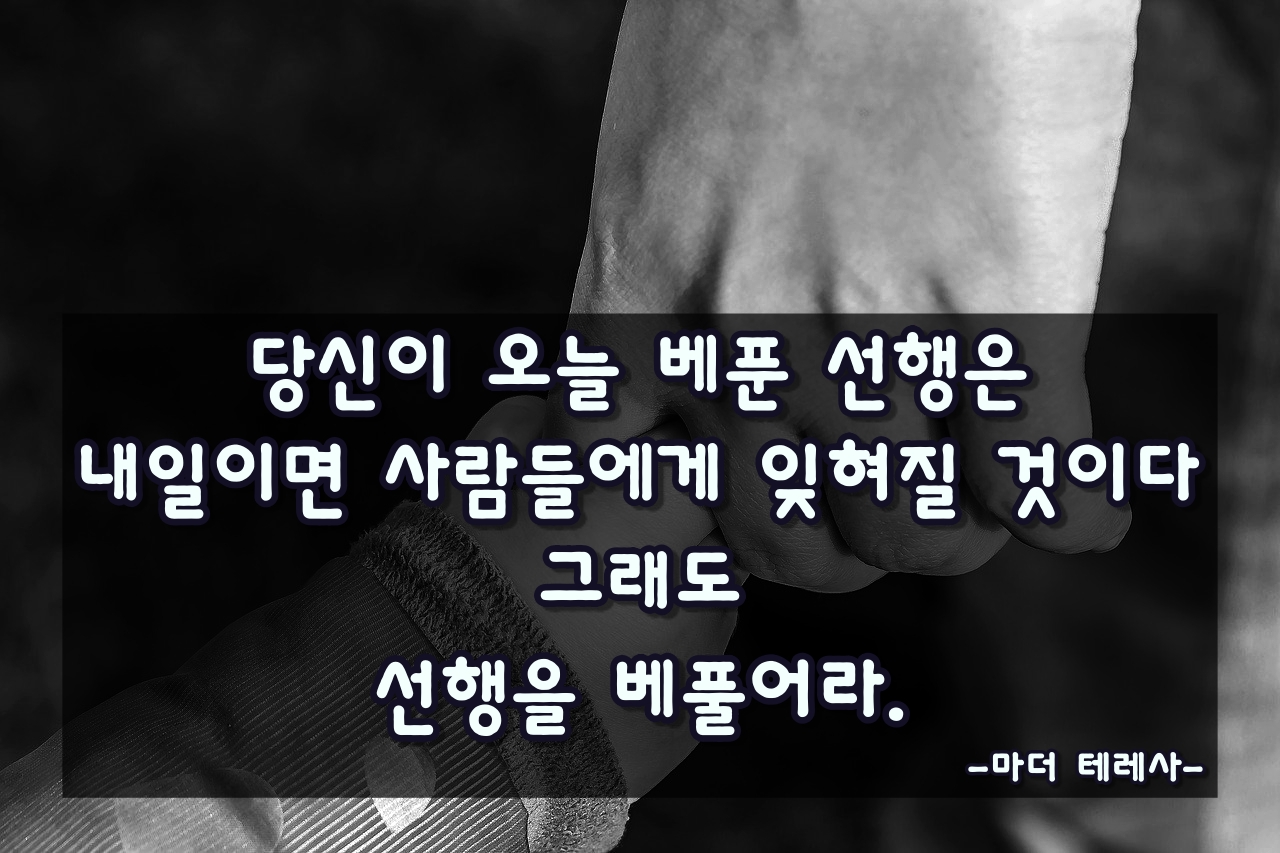 당신이 오늘 베푼 선행은
내일이면 사람들에게 잊혀질 것이다
그래도
선행을 베풀어라.
-마더 테레사-